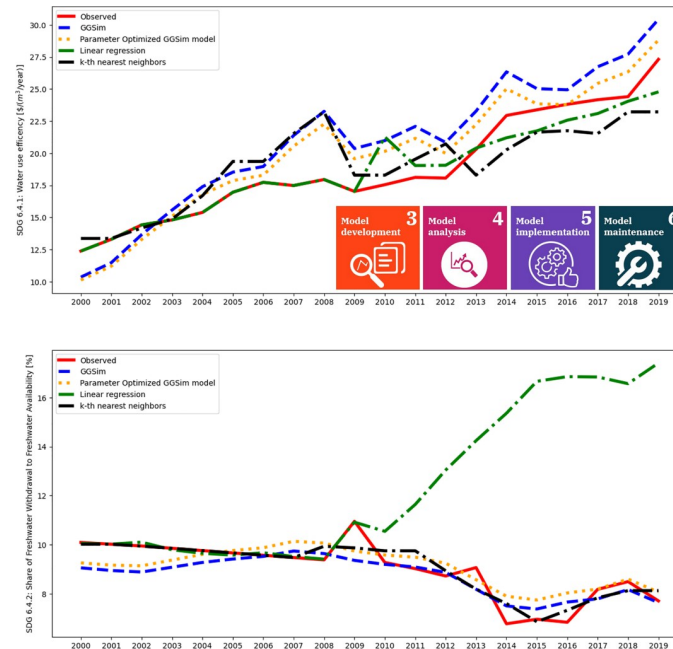 30.0
27.5
25.0
22.5
20.0
17.5
15.0
12.5
10.0
SDG 6.4.1: Water use efficency [$/(m³/year)]
Observed
GGSim
Parameter Optimized GGSim model
Linear regression
k-th nearest neighbors
Model development 3
Model analysis 4
Model implementation 5
Model maintenance 6
2000 2001 2002 2003 2004 2005 2006 2007 2008 2009 2010 2011 2012 2013 2014 2015 2016 2017 2018 2019
SDG 6.4.2: Share of Freshwater Withdrawal to Freshwater Availability [%]
Observed
GGSim
Parameter Optimized GGSim model
Linear regression
k-th nearest neighbors
16
14
12
10
8
2000 2001 2002 2003 2004 2005 2006 2007 2008 2009 2010 2011 2012 2013 2014 2015 2016 2017 2018 2019